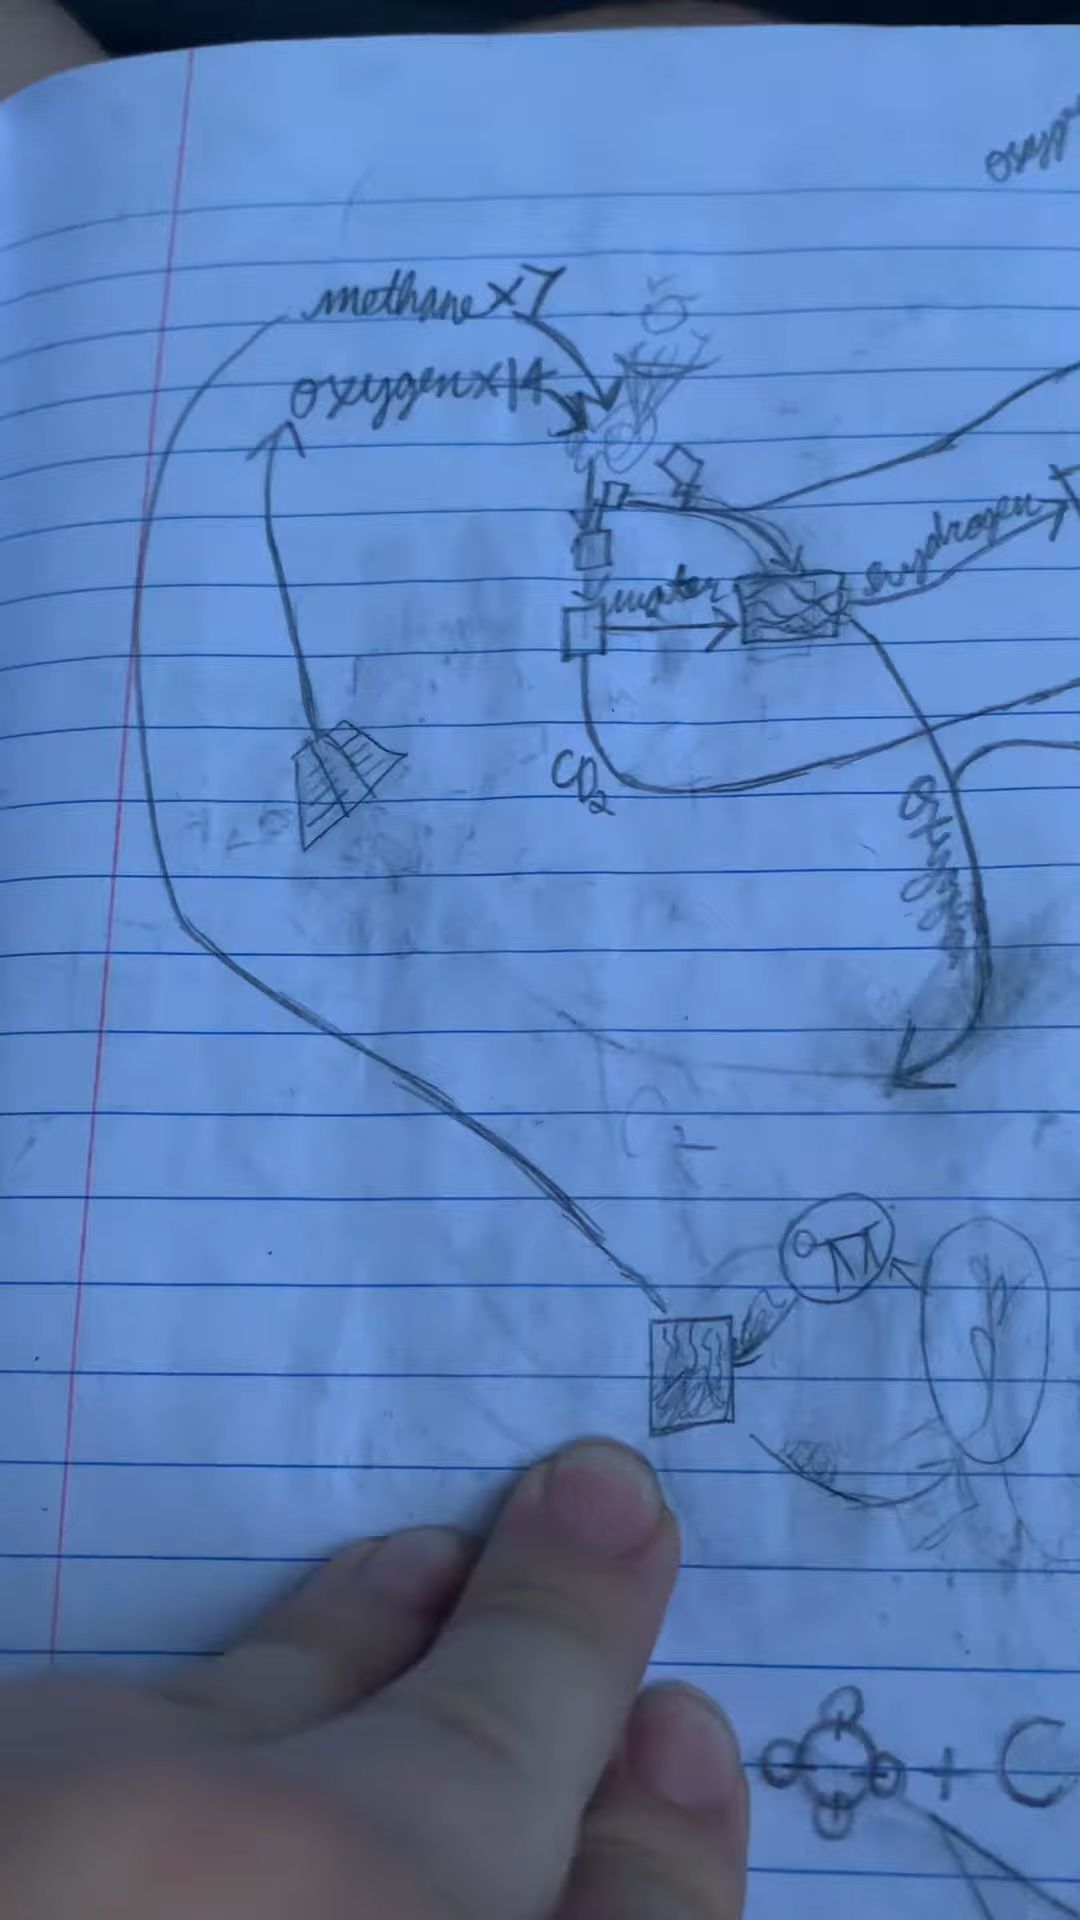 methane x7
oxygen x14
hydrogen
water
CO2
oxygen
+ C